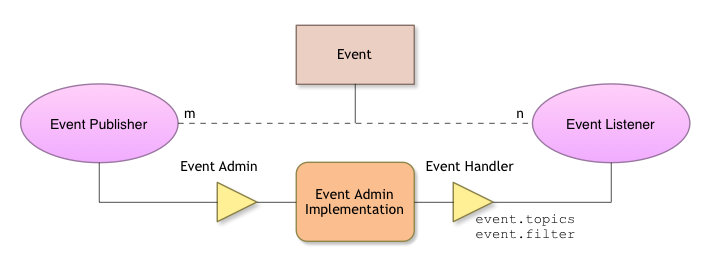 Event
m
n
Event Publisher
Event Listener
Event Admin
Event Handler
Event Admin
Implementation
event.topics
event.filter